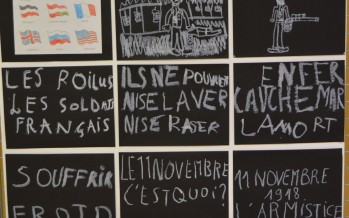 LES POILUS
LES SOLDATS
FRANÇAIS
ILS NE POUVAIENT
NI SE LAVER
NI SE RASER
ENFER
CAUCHEMAR
LA MORT
SOUFFRIR
FROID
LE 11 NOVEMBRE
C'EST QUOI?
11 NOVEMBRE
1918
L'ARMISTICE